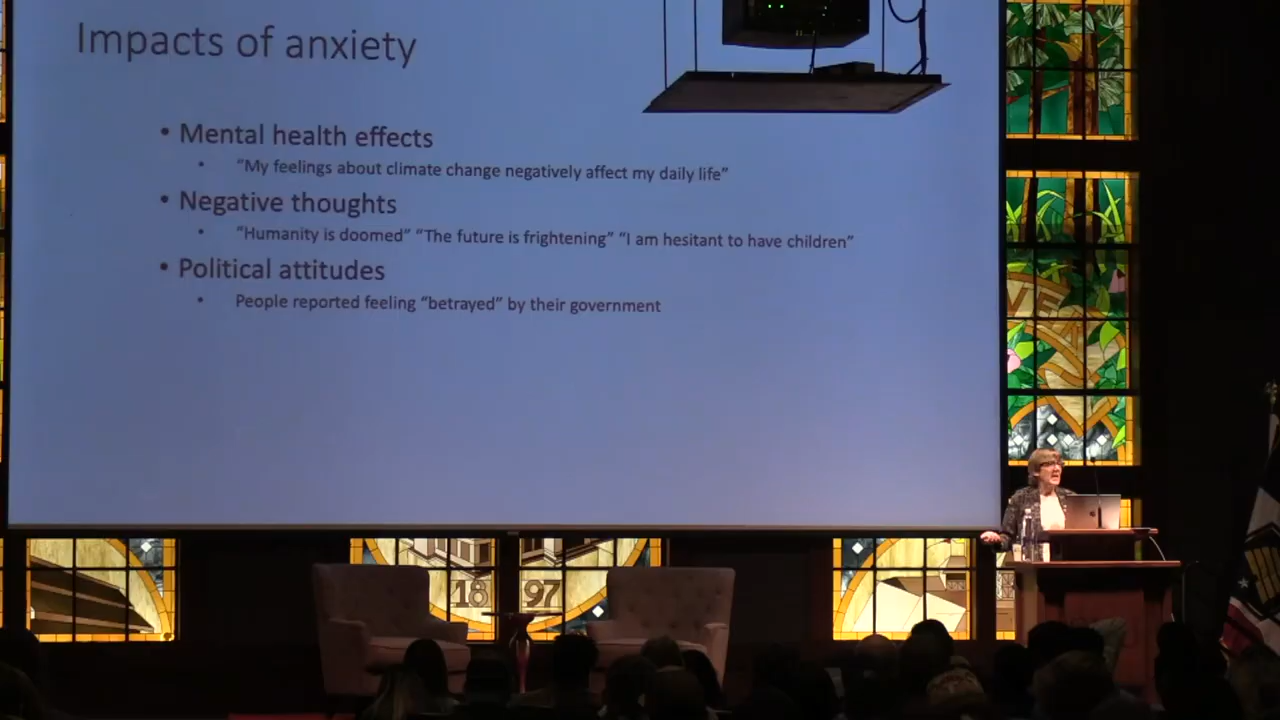 Impacts of anxiety
• Mental health effects
• “My feelings about climate change negatively affect my daily life”
• Negative thoughts
• “Humanity is doomed” “The future is frightening” “I am hesitant to have children”
• Political attitudes
• People reported feeling “betrayed” by their government
1897